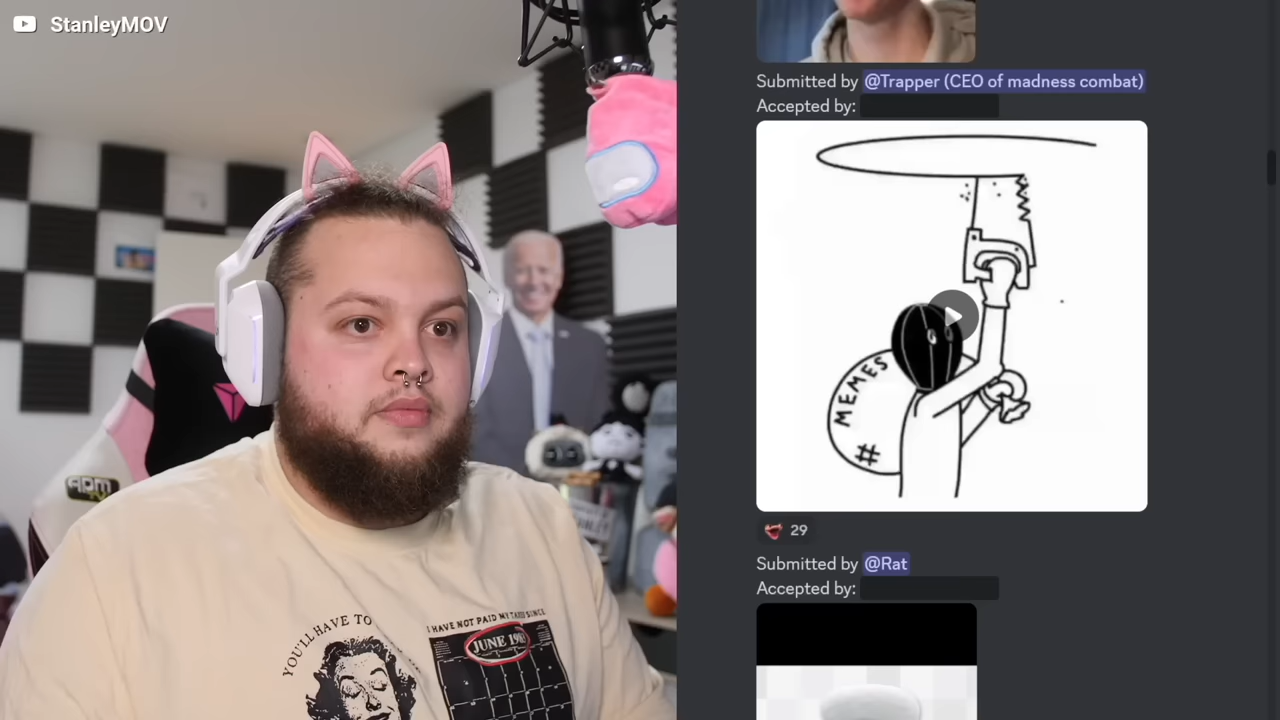 StanleyMOV
Submitted by @Trapper (CEO of madness combat)
Accepted by:
MEMES
#
29
Submitted by @Rat
Accepted by:
YOU'LL HAVE TO
I HAVE NOT PAID MY TAXES SINCE
JUNE